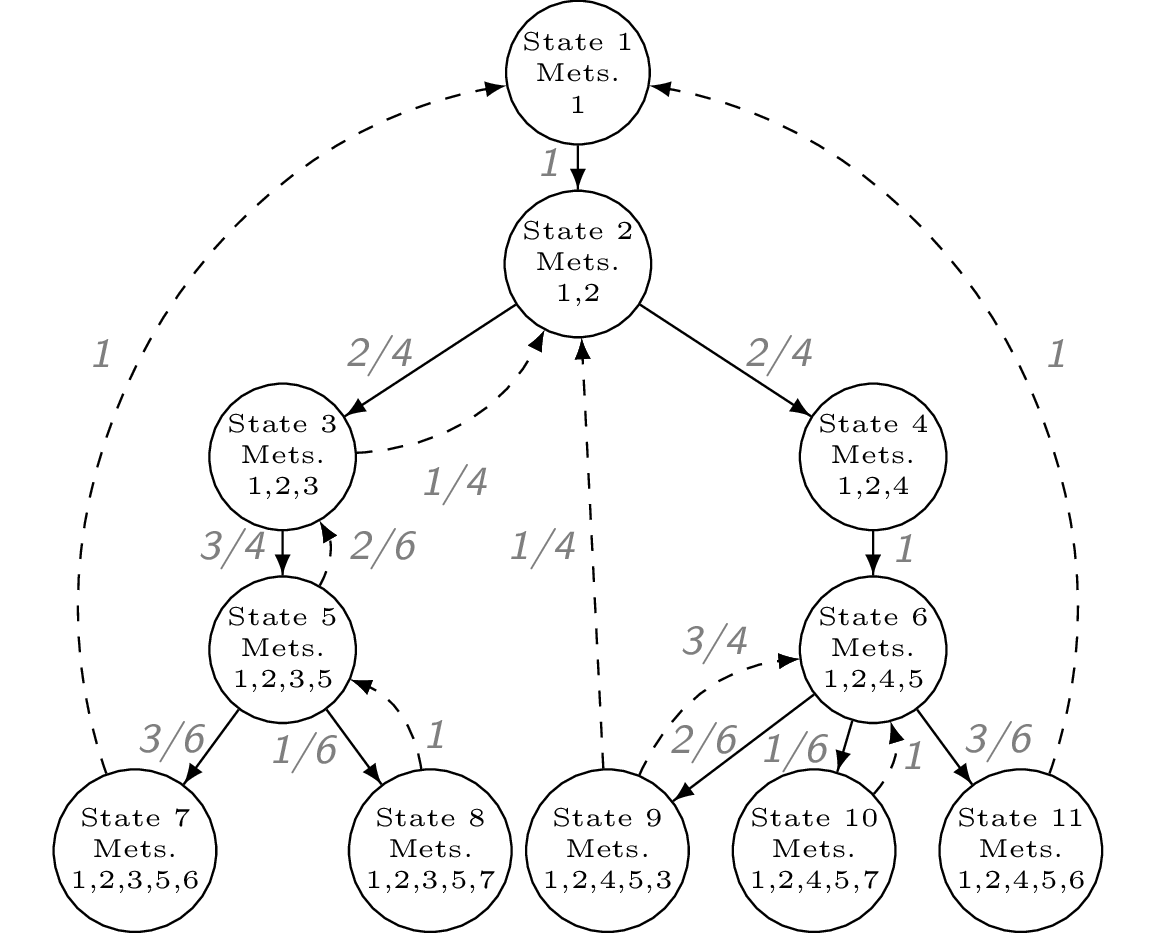 State 1
Mets.
1
1
State 2
Mets.
1,2
1
2/4
2/4
1
State 3
Mets.
1,2,3
State 4
Mets.
1,2,4
1/4
3/4
2/6
1/4
1
State 5
Mets.
1,2,3,5
3/4
State 6
Mets.
1,2,4,5
3/6
1/6
1
2/6
1/6
1
3/6
State 7
Mets.
1,2,3,5,6
State 8
Mets.
1,2,3,5,7
State 9
Mets.
1,2,4,5,3
State 10
Mets.
1,2,4,5,7
State 11
Mets.
1,2,4,5,6